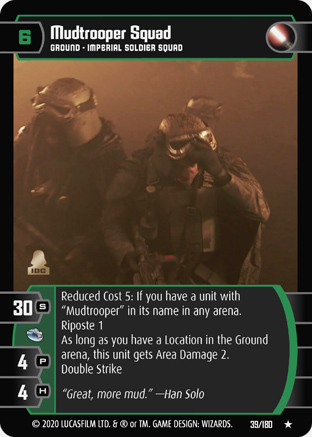 6
Mudtrooper Squad
GROUND - IMPERIAL SOLDIER SQUAD
IDC
30 S
4 P
4 H
Reduced Cost 5: If you have a unit with
"Mudtrooper" in its name in any arena.
Riposte 1
As long as you have a Location in the Ground
arena, this unit gets Area Damage 2.
Double Strike
"Great, more mud." —Han Solo
© 2020 LUCASFILM LTD. & ® or TM. GAME DESIGN: WIZARDS.
39/180